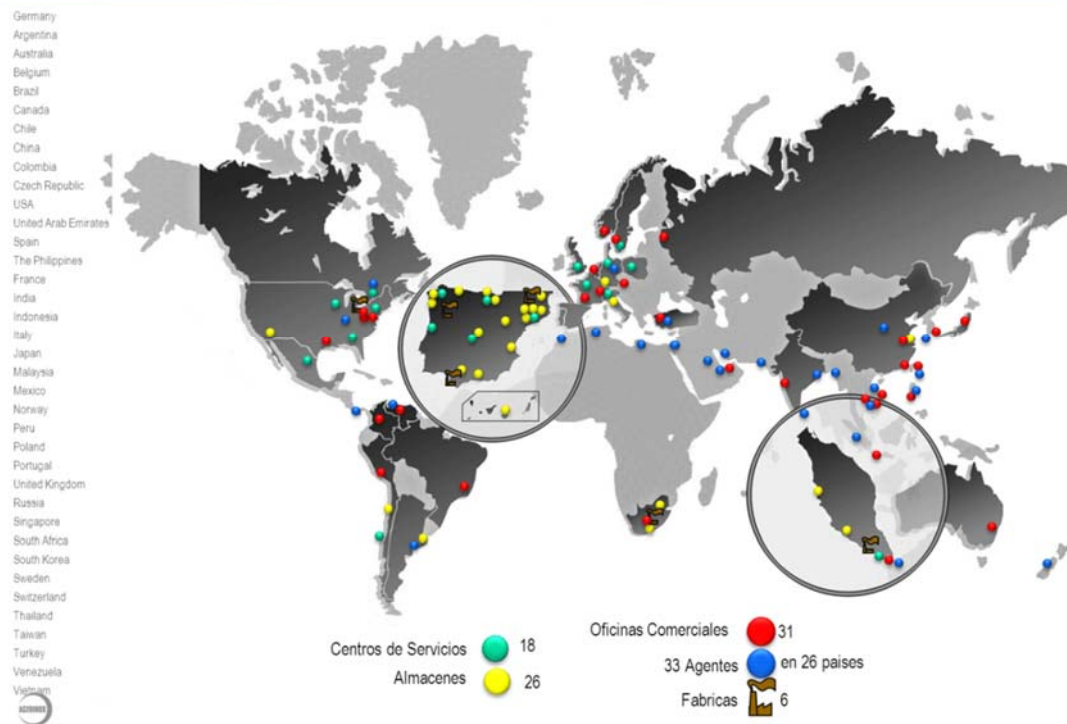 Germany
Argentina
Australia
Belgium
Brazil
Canada
Chile
China
Colombia
Czech Republic
USA
United Arab Emirates
Spain
The Philippines
France
India
Indonesia
Italy
Japan
Malaysia
Mexico
Norway
Peru
Poland
Portugal
United Kingdom
Russia
Singapore
South Africa
South Korea
Sweden
Switzerland
Thailand
Taiwan
Turkey
Venezuela
Vietnam
ACERINOX
Centros de Servicios 18
Almacenes 26
Oficinas Comerciales 31
33 Agentes en 26 paises
Fabricas 6